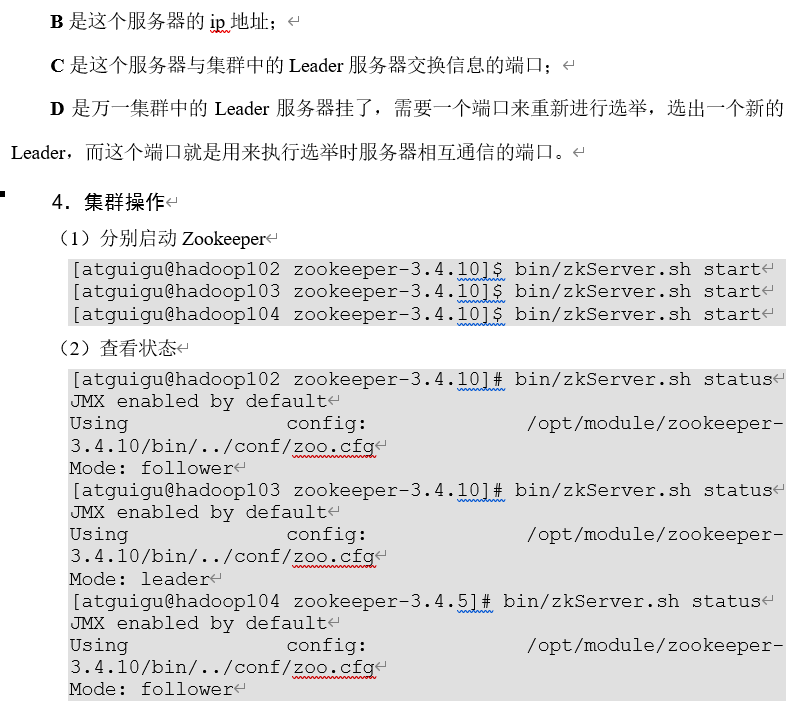 B 是这个服务器的 ip 地址；
C 是这个服务器与集群中的 Leader 服务器交换信息的端口；
D 是万一集群中的 Leader 服务器挂了，需要一个端口来重新进行选举，选出一个新的
Leader，而这个端口就是用来执行选举时服务器相互通信的端口。
4．集群操作
（1）分别启动 Zookeeper
[atguigu@hadoop102 zookeeper-3.4.10]$ bin/zkServer.sh start
[atguigu@hadoop103 zookeeper-3.4.10]$ bin/zkServer.sh start
[atguigu@hadoop104 zookeeper-3.4.10]$ bin/zkServer.sh start
（2）查看状态
[atguigu@hadoop102 zookeeper-3.4.10]# bin/zkServer.sh status
JMX enabled by default
Using config: /opt/module/zookeeper-
3.4.10/bin/../conf/zoo.cfg
Mode: follower
[atguigu@hadoop103 zookeeper-3.4.10]# bin/zkServer.sh status
JMX enabled by default
Using config: /opt/module/zookeeper-
3.4.10/bin/../conf/zoo.cfg
Mode: leader
[atguigu@hadoop104 zookeeper-3.4.5]# bin/zkServer.sh status
JMX enabled by default
Using config: /opt/module/zookeeper-
3.4.10/bin/../conf/zoo.cfg
Mode: follower